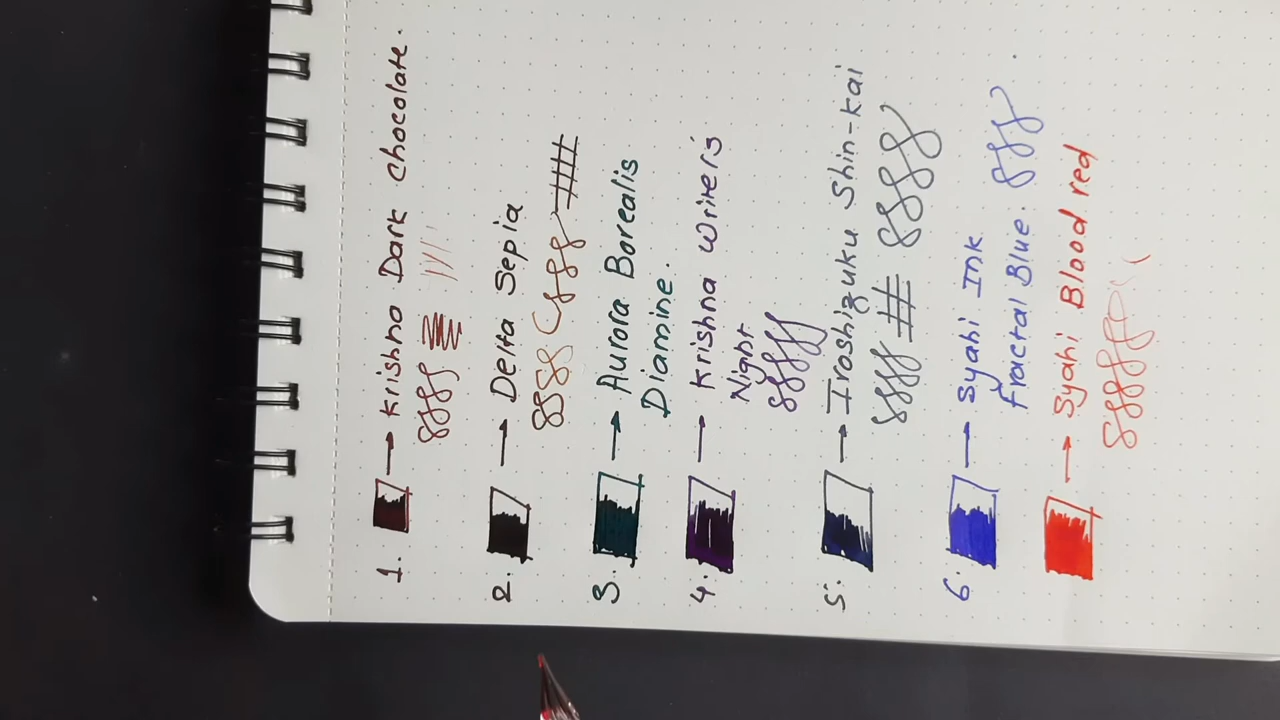 1. → Krishna Dark chocolate.
2. → Delta Sepia
3. → Aurora Borealis
Diamine.
4. → Krishna Writer's
Night
5. → Iroshizuku Shin-kai
6. → Syahi Ink
Fractal Blue.
→ Syahi Blood red